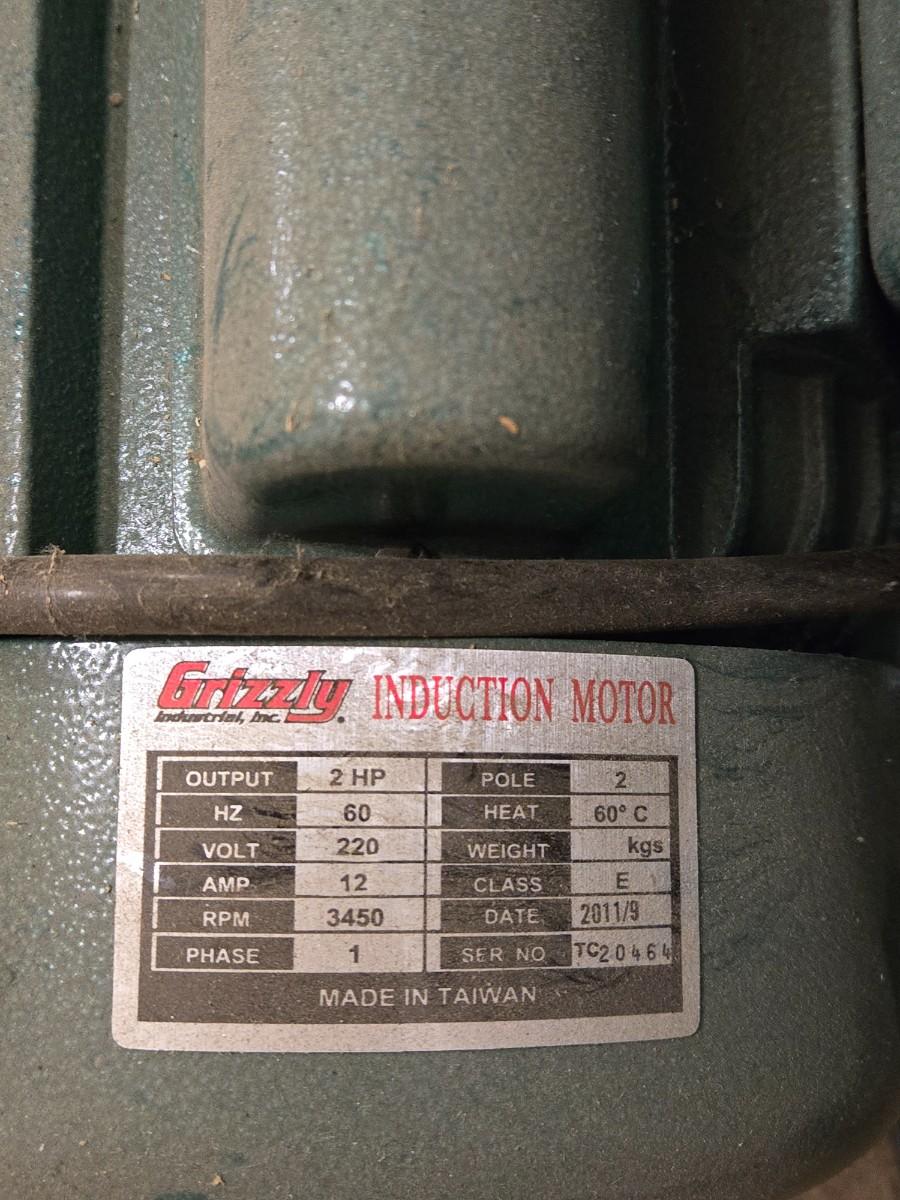 Grizzly Industrial, Inc. INDUCTION MOTOR
OUTPUT 2 HP POLE 2
HZ 60 HEAT 60° C
VOLT 220 WEIGHT kgs
AMP 12 CLASS E
RPM 3450 DATE 2011/9
PHASE 1 SER NO TC20464
MADE IN TAIWAN